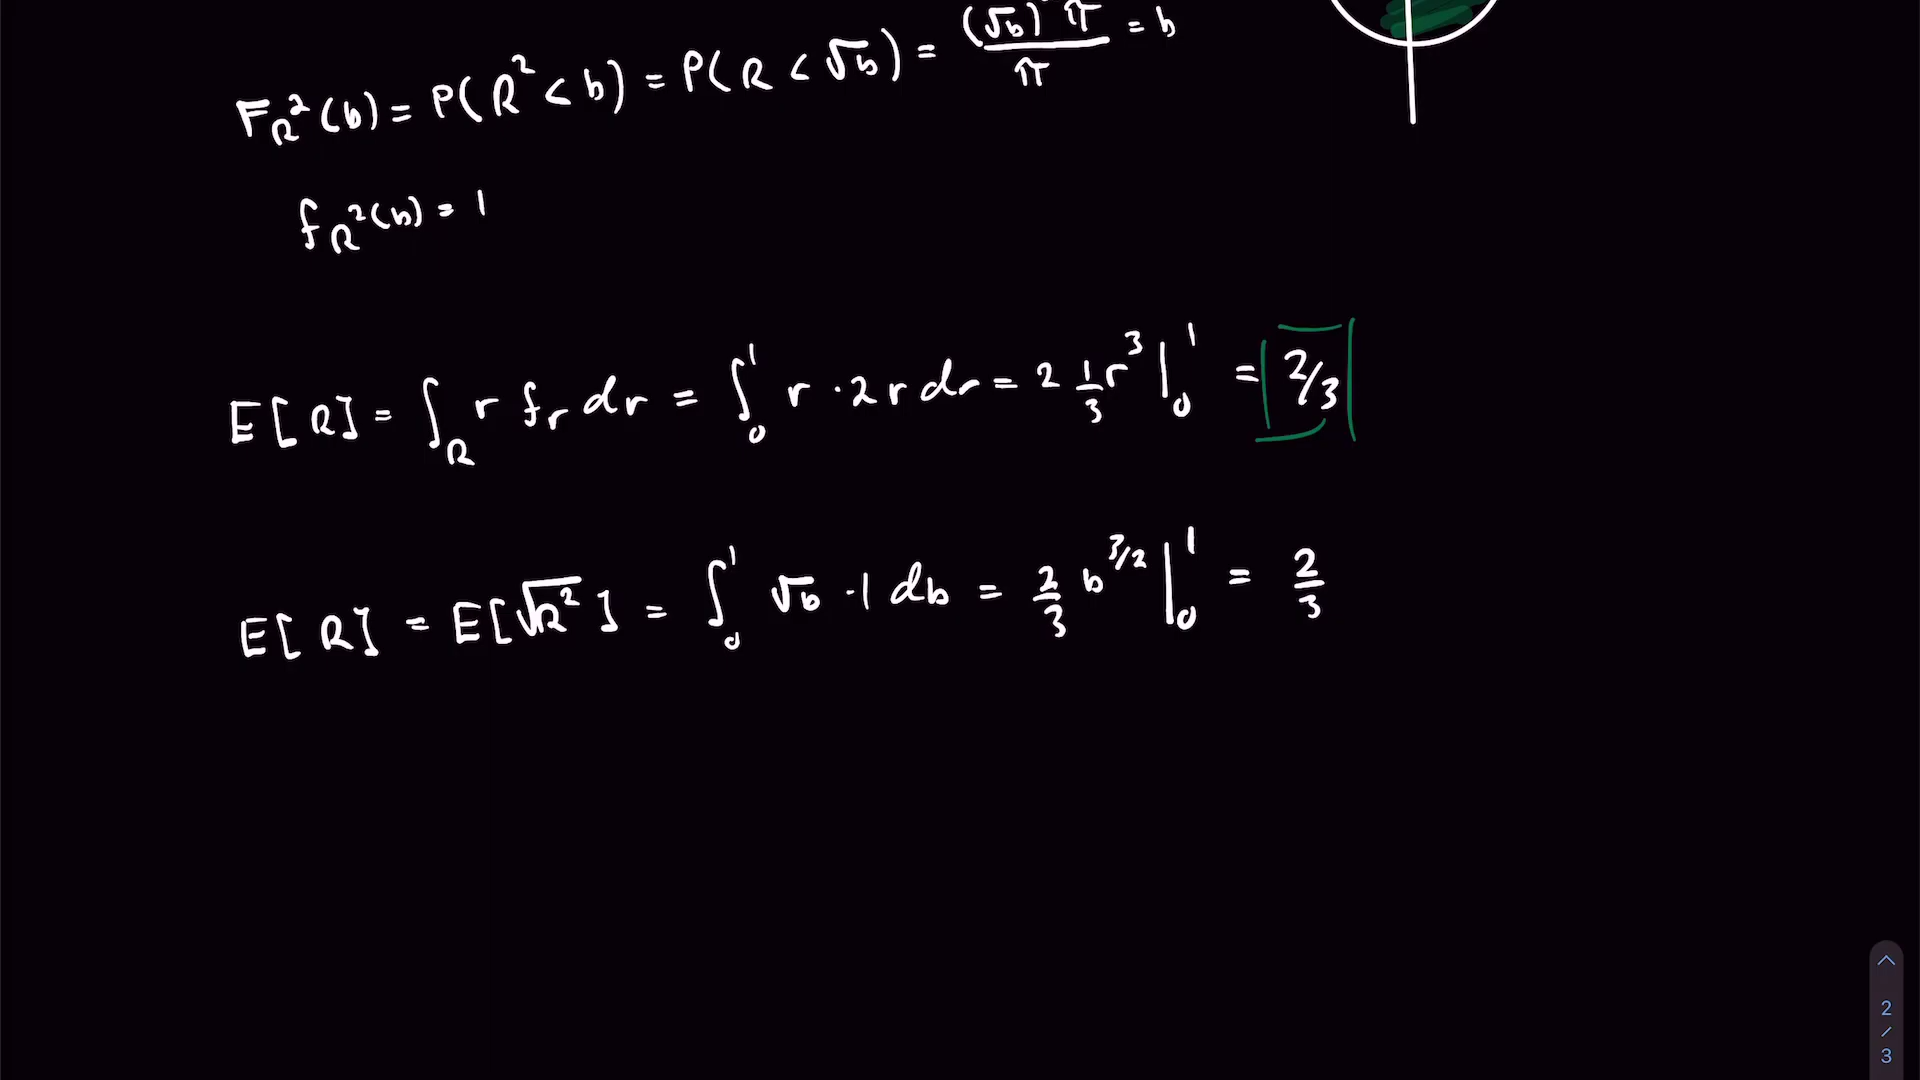 F_{R^2}(b) = P(R^2 < b) = P(R < √b) = (√b)^2 π / π = b
f_{R^2}(b) = 1
E[R] = ∫_R r f_r dr = ∫_0^1 r · 2r dr = 2 1/3 r^3 |_0^1 = 2/3
E[R] = E[√R^2] = ∫_0^1 √b · 1 db = 2/3 b^{3/2} |_0^1 = 2/3
2
/
3